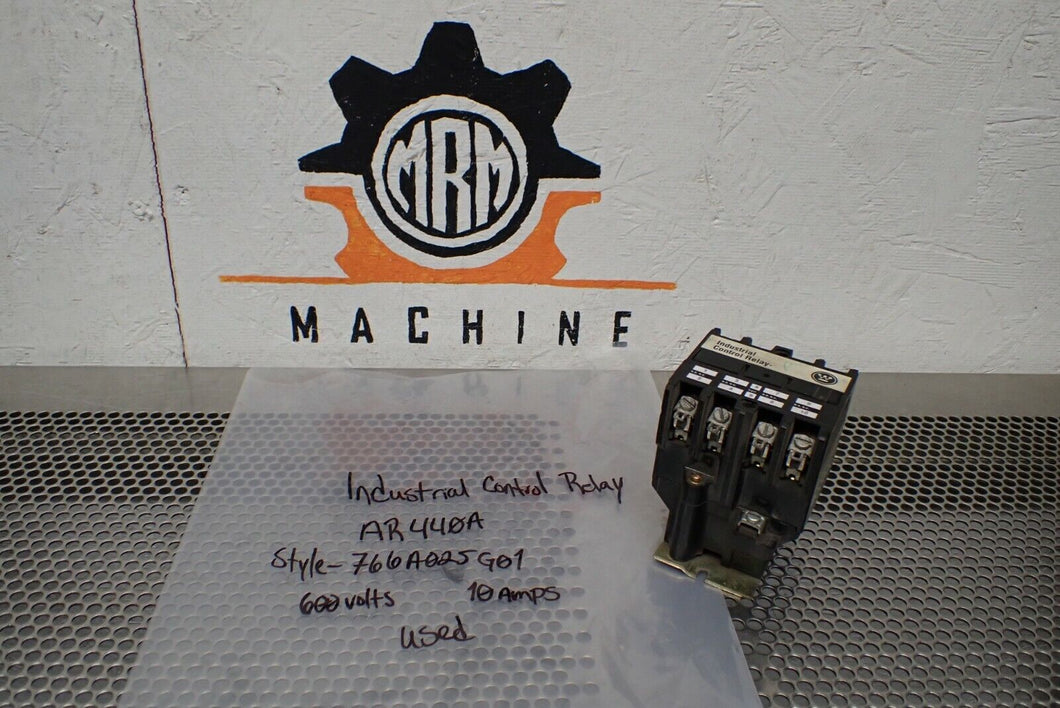 MRM
MACHINE
Industrial
Control Relay
Industrial Control Relay
AR440A
Style-766A025G01
600 volts 10 Amps
used